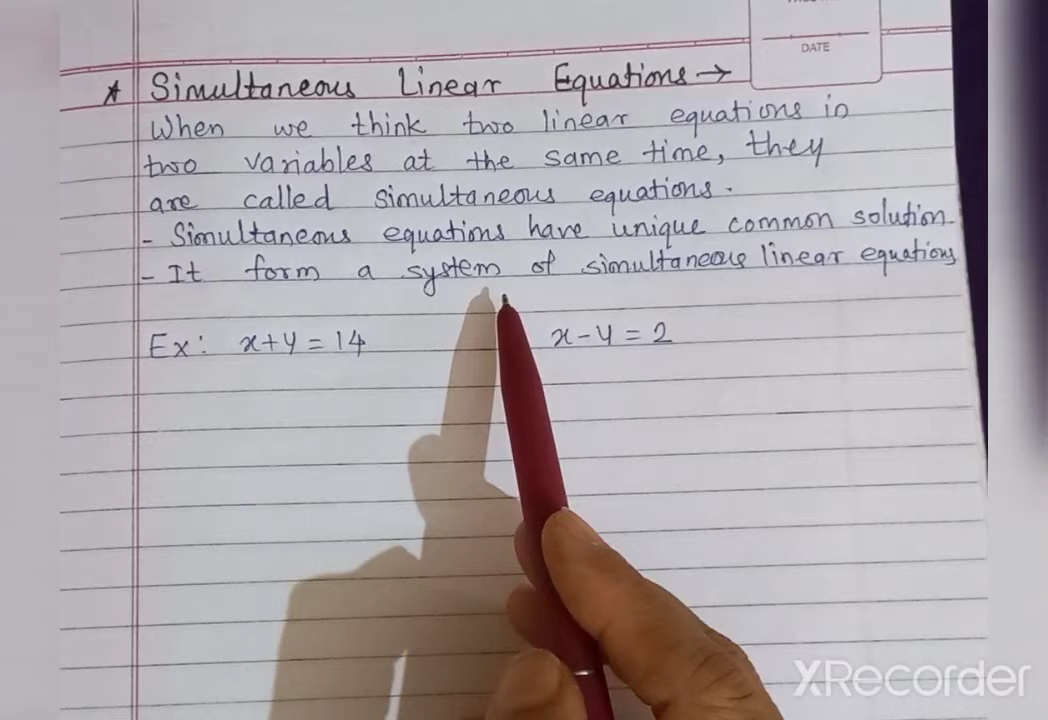 DATE
* Simultaneous Linear Equations →
When we think two linear equations in
two variables at the same time, they
are called simultaneous equations.
- Simultaneous equations have unique common solution.
- It form a system of simultaneous linear equations
Ex: x+y = 14 x-y = 2
XRecorder